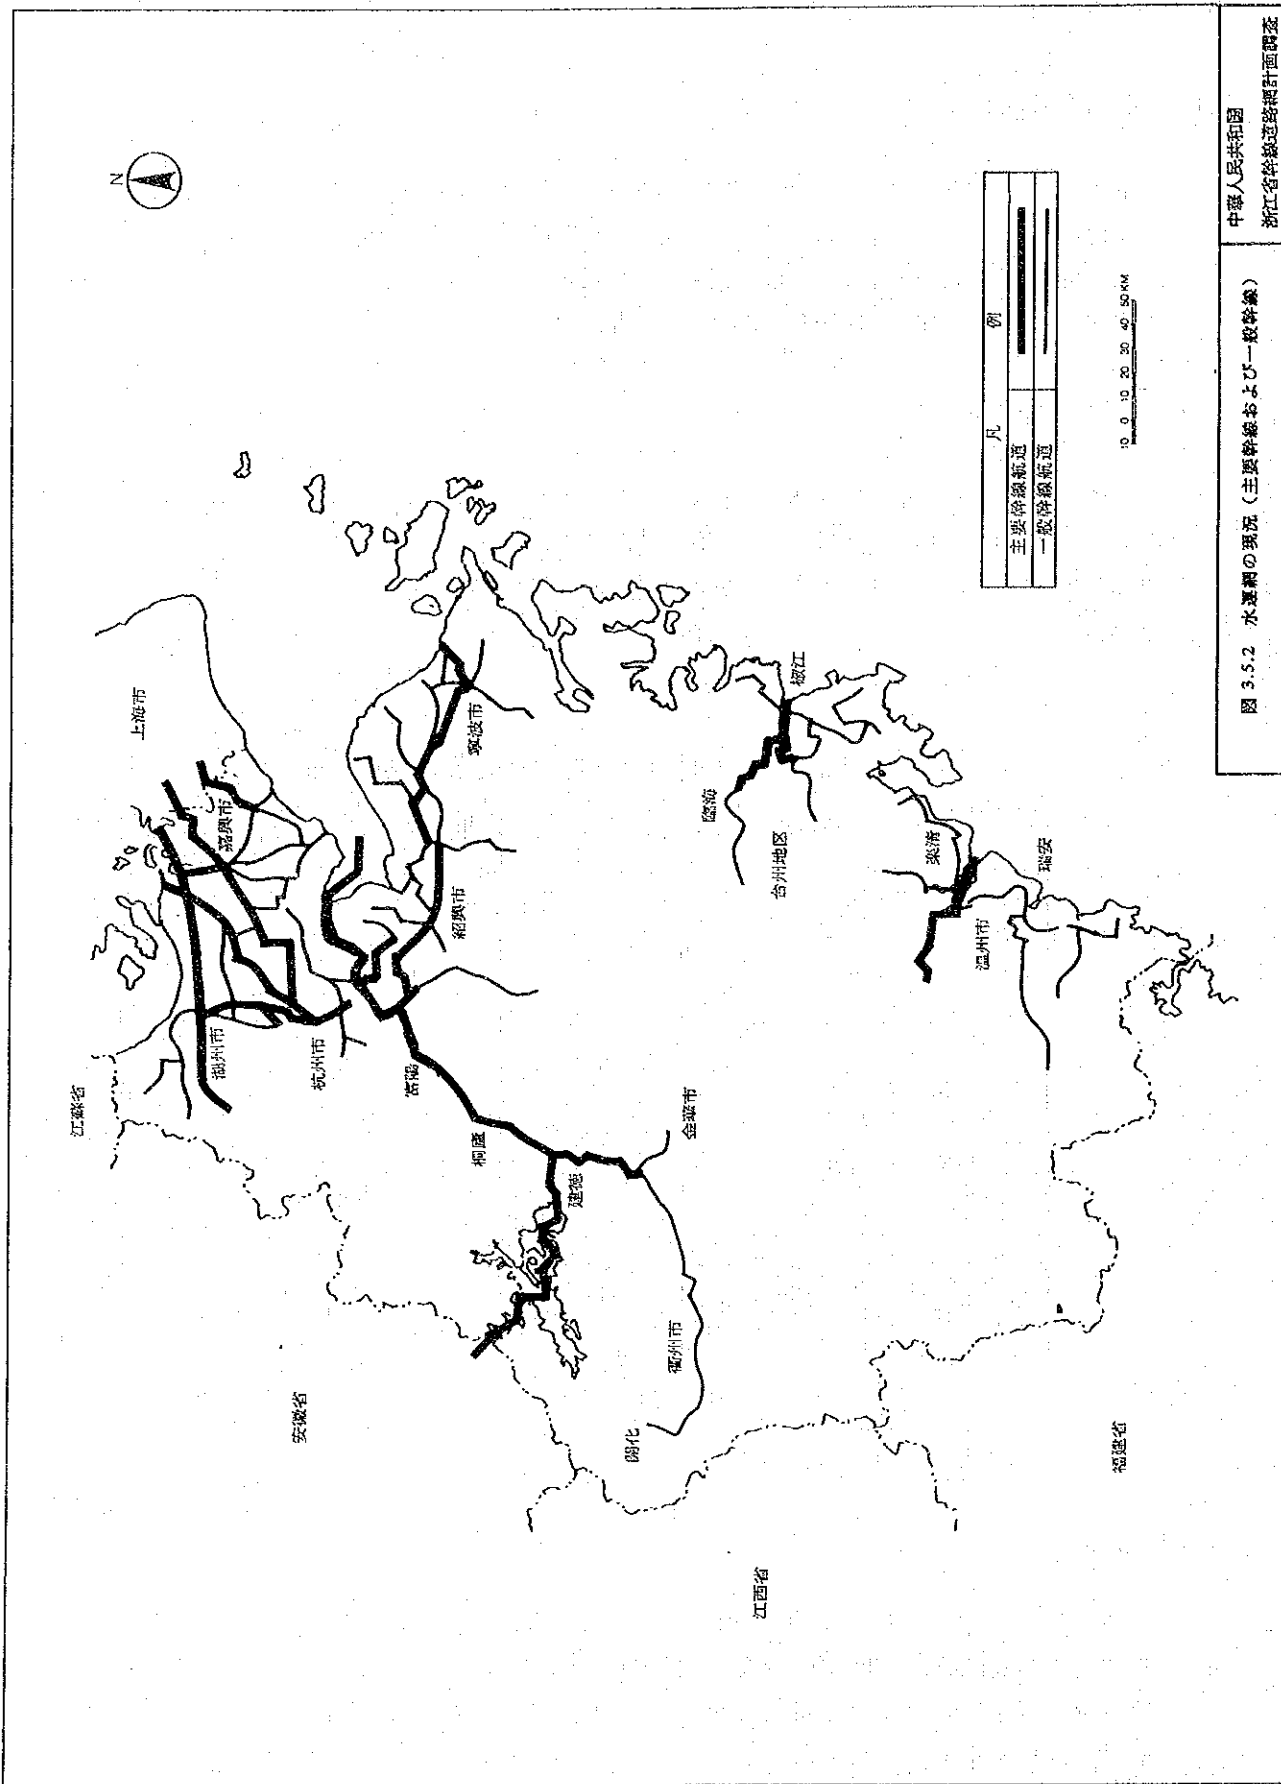 N
江蘇省
上海市
湖州市
嘉興市
杭州市
安徽省
富陽
桐廬
紹興市
寧波市
建徳
金華市
衢州市
開化
臨海
椒江
台州地区
江西省
楽清
温州市
瑞安
福建省
凡例
主要幹線航道
一般幹線航道
10 0 10 20 30 40 50 KM
図 3.5.2 水運網の現況（主要幹線および一般幹線）
中華人民共和国
浙江省幹線道路網計画調査